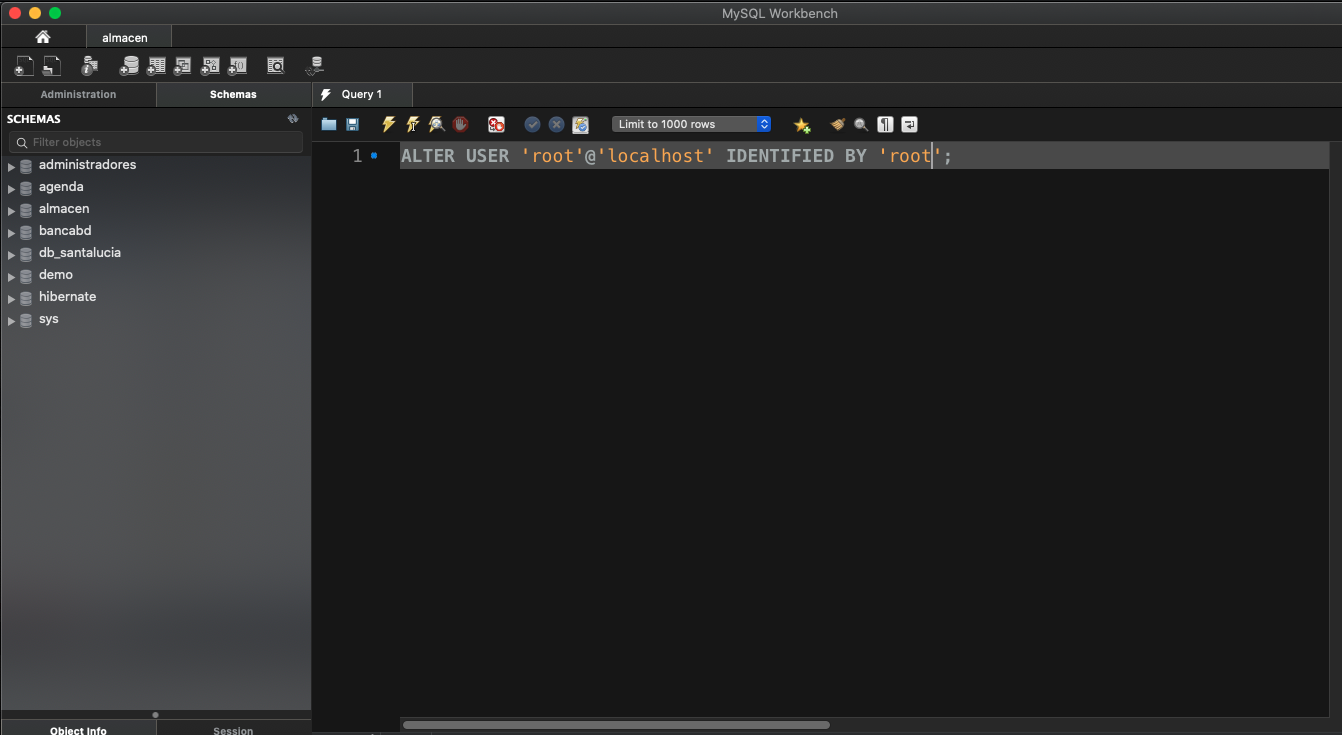 MySQL Workbench
almacen
Administration
Schemas
Query 1
SCHEMAS
Filter objects
Limit to 1000 rows
administradores
agenda
almacen
bancabd
db_santalucia
demo
hibernate
sys
1
ALTER USER 'root'@'localhost' IDENTIFIED BY 'root';
Object Info
Session